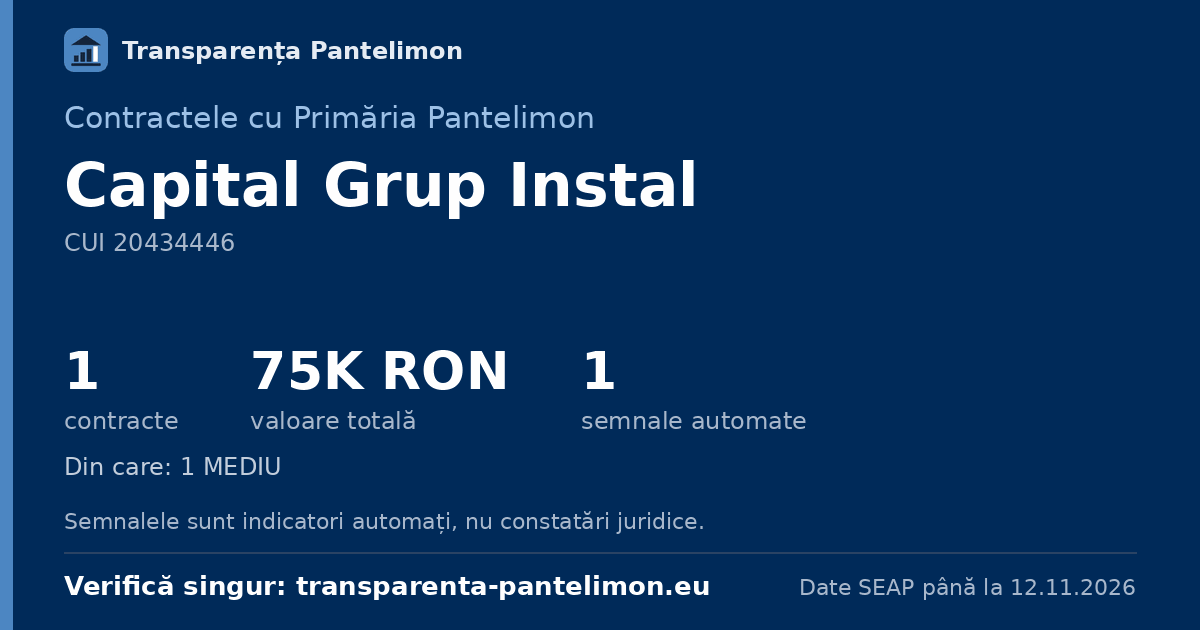 Transparența Pantelimon
Contractele cu Primăria Pantelimon
Capital Grup Instal
CUI 20434446
1 75K RON 1
contracte valoare totală semnale automate
Din care: 1 MEDIU
Semnalele sunt indicatori automați, nu constatări juridice.
Verifică singur: transparenta-pantelimon.eu Date SEAP până la 12.11.2026